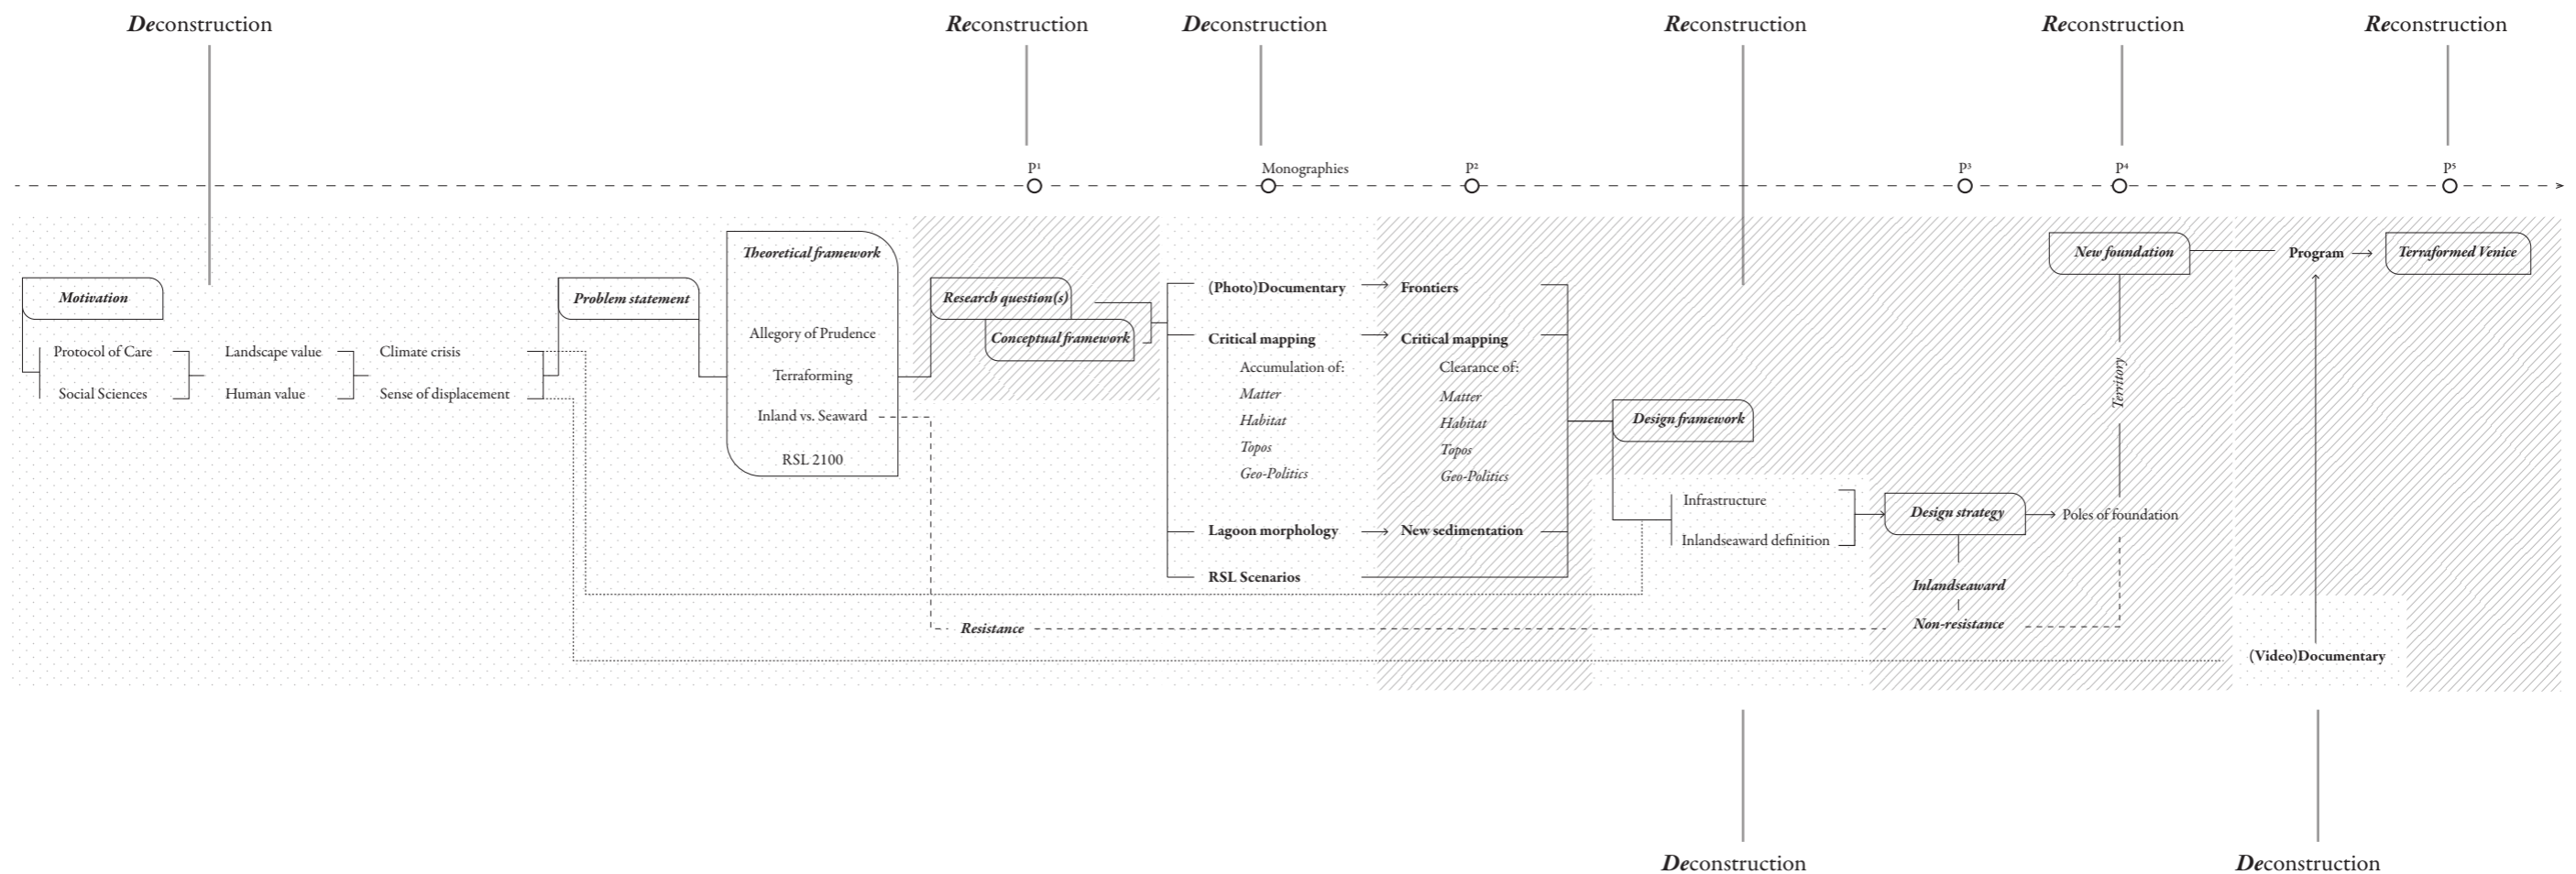 Deconstruction
Reconstruction
Deconstruction
Reconstruction
Reconstruction
Reconstruction
P¹
Monographies
P²
P³
P⁴
P⁵
Motivation
Protocol of Care
Social Sciences
Landscape value
Human value
Climate crisis
Sense of displacement
Problem statement
Theoretical framework
Allegory of Prudence
Terraforming
Inland vs. Seaward
RSL 2100
Research question(s)
Conceptual framework
(Photo)Documentary
Critical mapping
Accumulation of:
Matter
Habitat
Topos
Geo-Politics
Lagoon morphology
RSL Scenarios
Frontiers
Critical mapping
Clearance of:
Matter
Habitat
Topos
Geo-Politics
New sedimentation
Resistance
Design framework
Infrastructure
Inlandseaward definition
Design strategy
Inlandseaward
Non-resistance
Poles of foundation
Territory
New foundation
Program
Terraformed Venice
(Video)Documentary
Deconstruction
Deconstruction